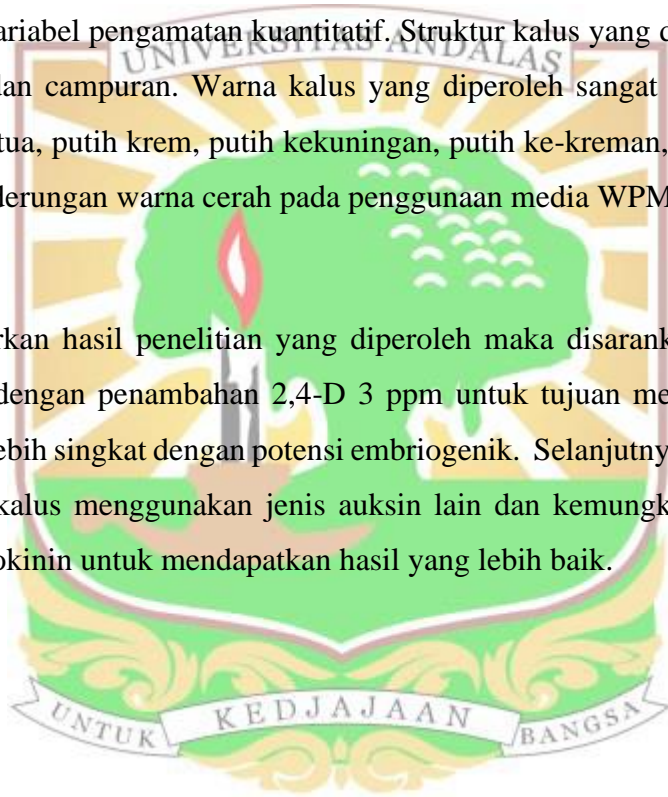 ariabel pengamatan kuantitatif. Struktur kalus yang d
UNIVERSITAS ANDALAS
dan campuran. Warna kalus yang diperoleh sangat
tua, putih krem, putih kekuningan, putih ke-kreman,
derungan warna cerah pada penggunaan media WPM
rkan hasil penelitian yang diperoleh maka disarank
dengan penambahan 2,4-D 3 ppm untuk tujuan me
ebih singkat dengan potensi embriogenik. Selanjutny
kalus menggunakan jenis auksin lain dan kemungk
okinin untuk mendapatkan hasil yang lebih baik.
UNTUK KEDJAJAAN BANGSA